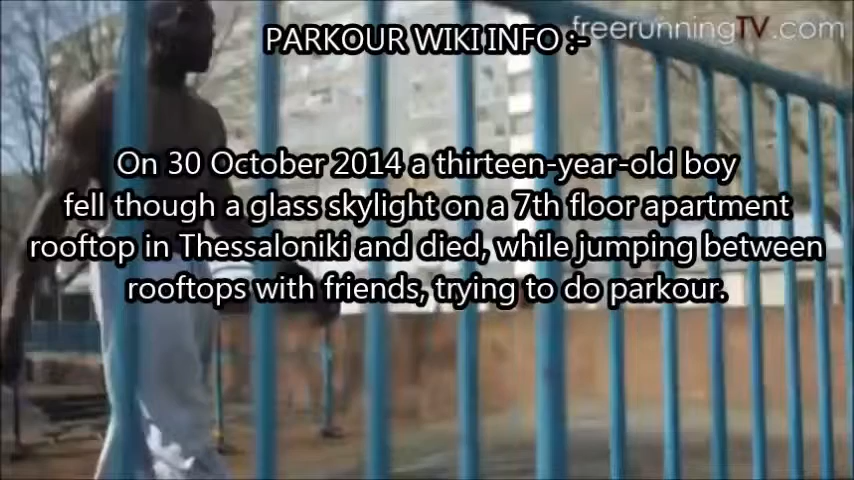 freerunningTV.com
PARKOUR WIKI INFO :-
On 30 October 2014 a thirteen-year-old boy
fell though a glass skylight on a 7th floor apartment
rooftop in Thessaloniki and died, while jumping between
rooftops with friends, trying to do parkour.